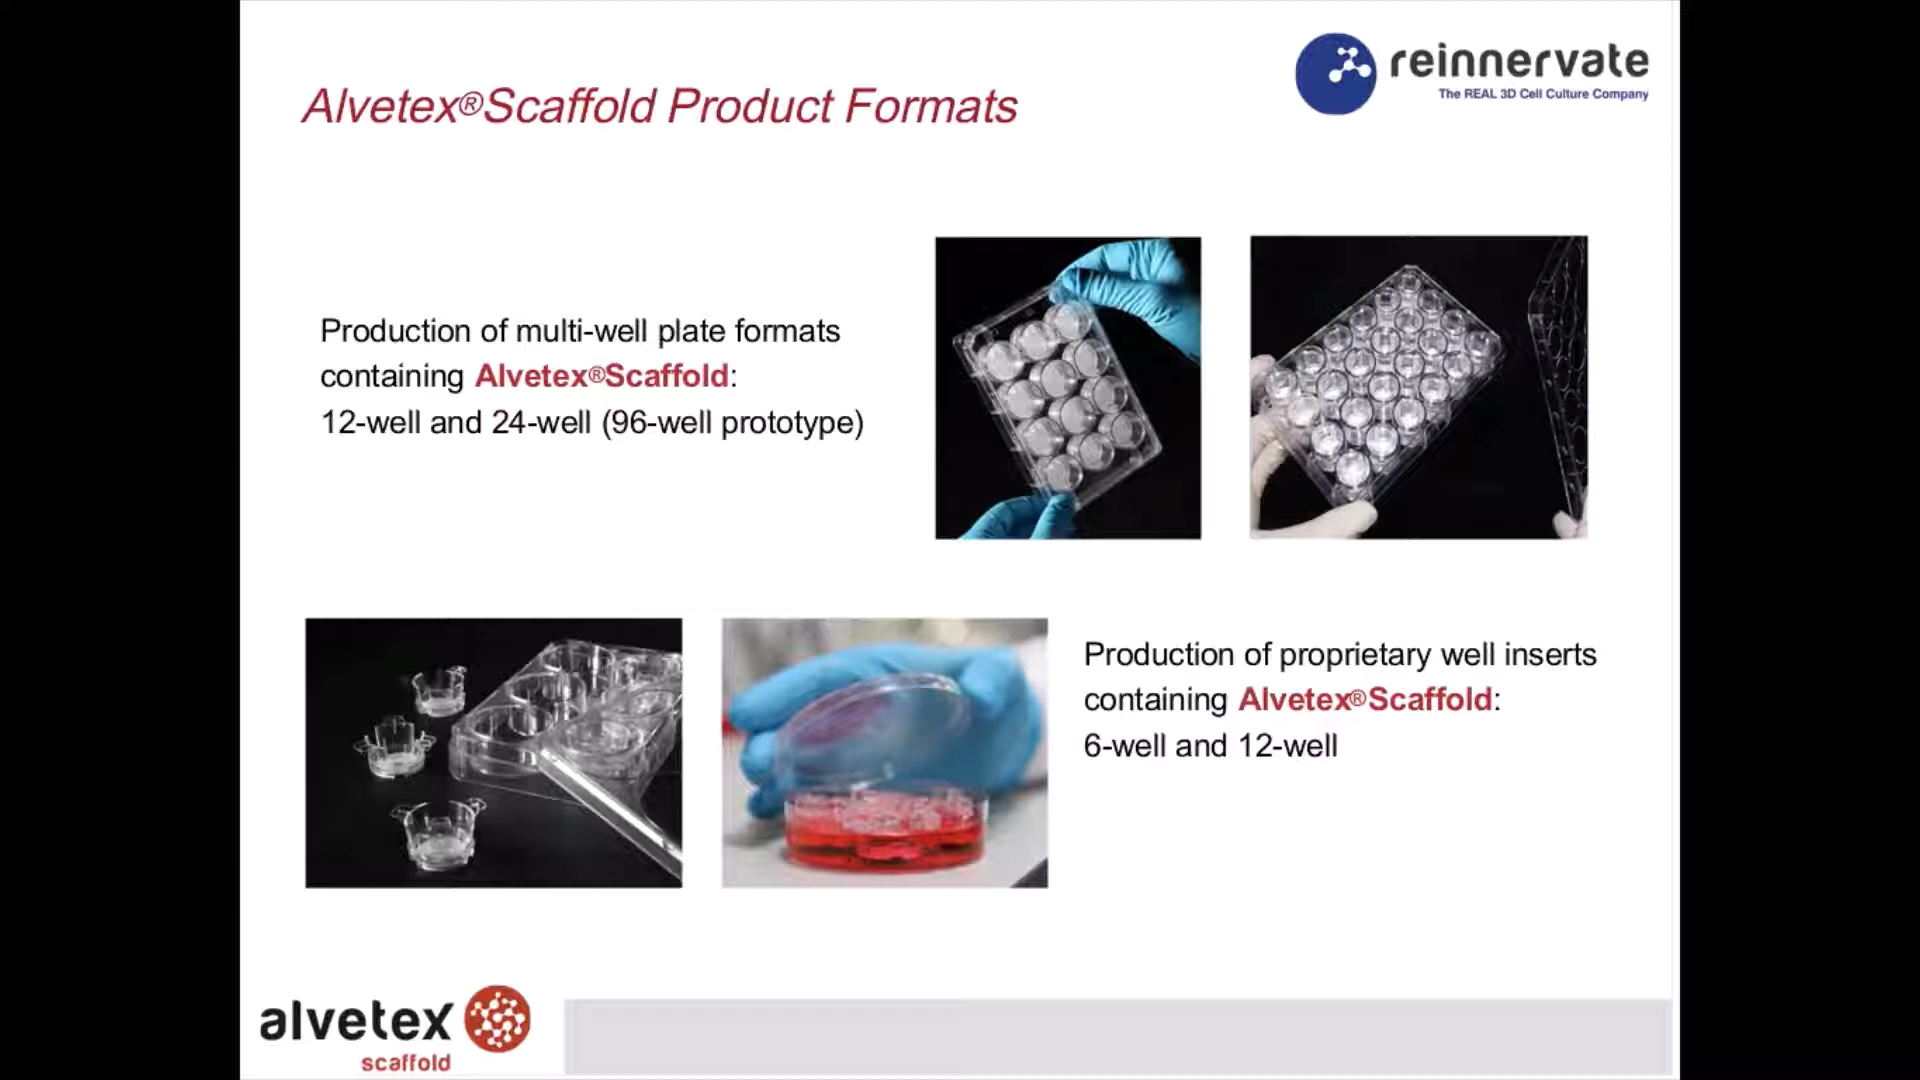 Alvetex®Scaffold Product Formats
reinnervate
The REAL 3D Cell Culture Company
Production of multi-well plate formats
containing Alvetex®Scaffold:
12-well and 24-well (96-well prototype)
Production of proprietary well inserts
containing Alvetex®Scaffold:
6-well and 12-well
alvetex
scaffold